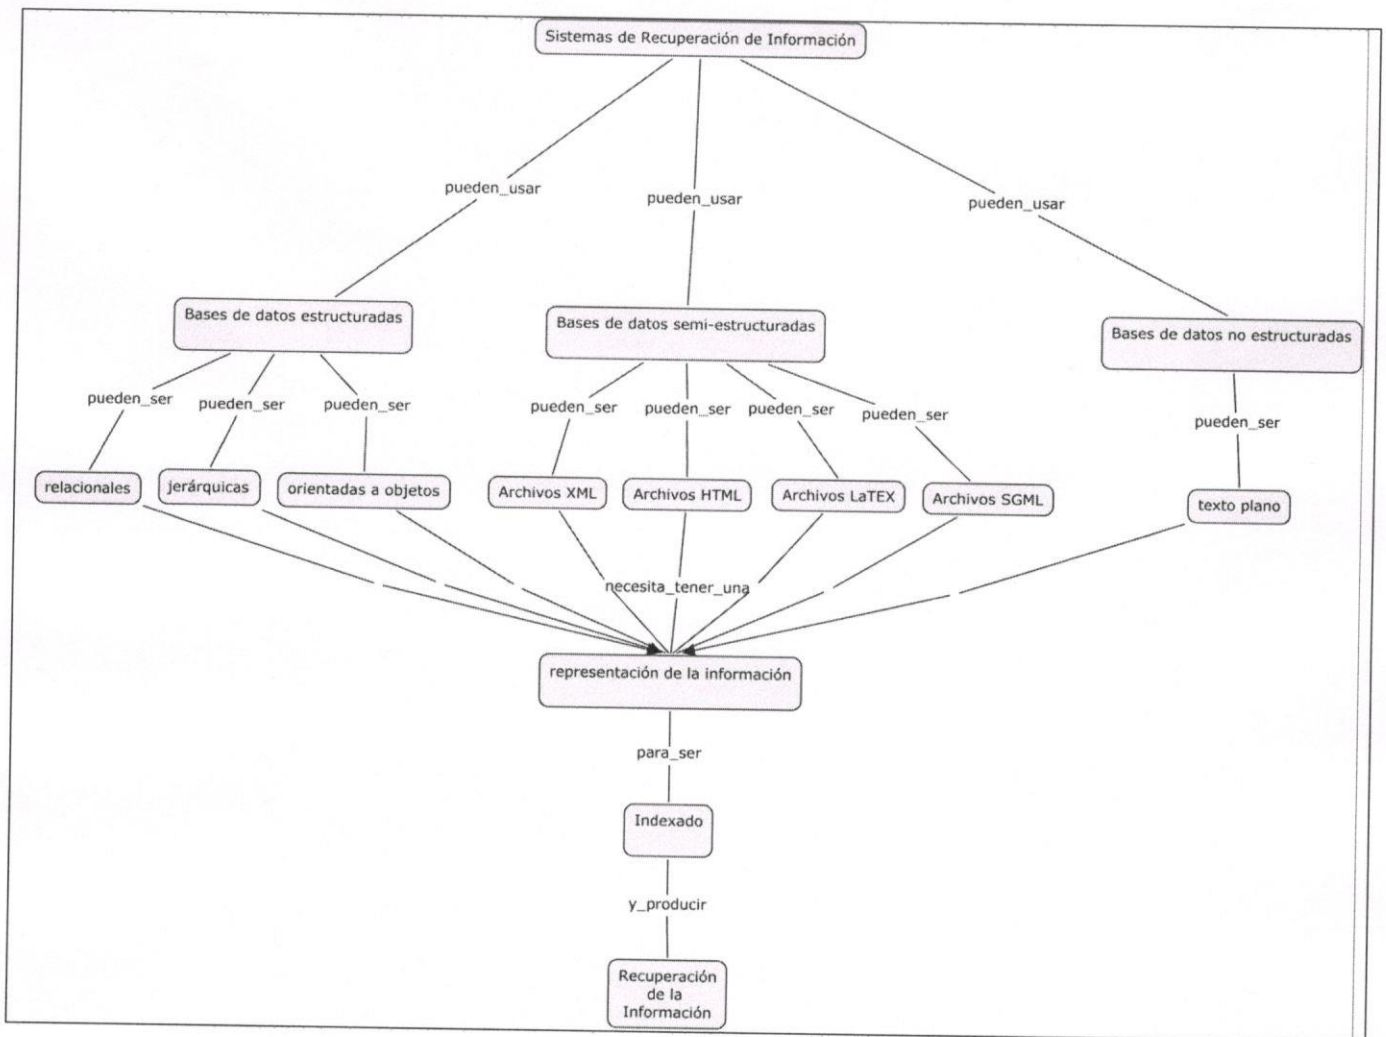 Sistemas de Recuperación de Información
pueden_usar
pueden_usar
pueden_usar
Bases de datos estructuradas
Bases de datos semi-estructuradas
Bases de datos no estructuradas
pueden_ser
pueden_ser
pueden_ser
pueden_ser
pueden_ser
pueden_ser
pueden_ser
pueden_ser
relacionales
jerárquicas
orientadas a objetos
Archivos XML
Archivos HTML
Archivos LaTEX
Archivos SGML
texto plano
necesita_tener_una
representación de la información
para_ser
Indexado
y_producir
Recuperación
de la
Información